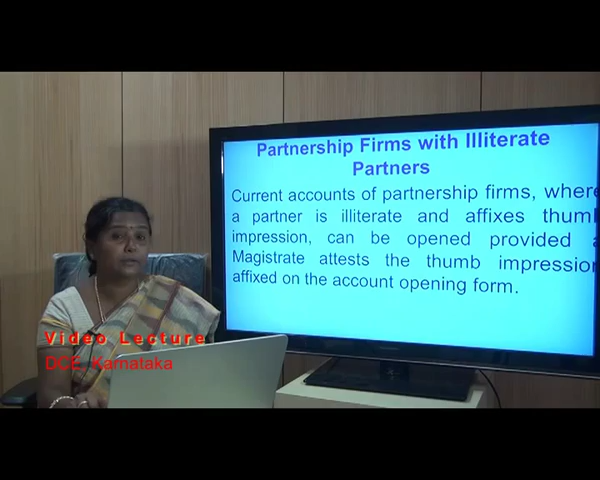 Partnership Firms with Illiterate
Partners
Current accounts of partnership firms, where
a partner is illiterate and affixes thumb
impression, can be opened provided a
Magistrate attests the thumb impression
affixed on the account opening form.
Video Lecture
DCE, Karnataka